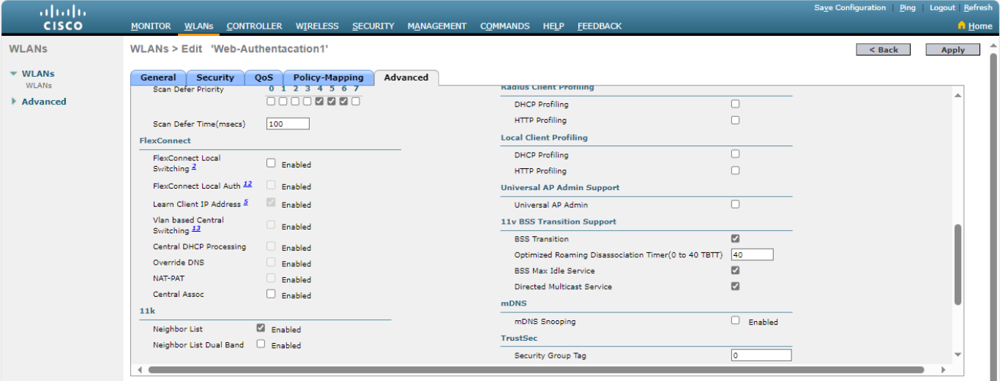 Save Configuration | Ping | Logout | Refresh
CISCO
MONITOR WLANs CONTROLLER WIRELESS SECURITY MANAGEMENT COMMANDS HELP FEEDBACK
Home
WLANs
WLANs
WLANs
Advanced
WLANs > Edit 'Web-Authentacation1'
< Back
Apply
General Security QoS Policy-Mapping Advanced
Scan Defer Priority 0 1 2 3 4 5 6 7
Scan Defer Time(msecs) 100
FlexConnect
FlexConnect Local
Switching 2 Enabled
FlexConnect Local Auth 12 Enabled
Learn Client IP Address 5 Enabled
Vlan based Central
Switching 13 Enabled
Central DHCP Processing Enabled
Override DNS Enabled
NAT-PAT Enabled
Central Assoc Enabled
11k
Neighbor List Enabled
Neighbor List Dual Band Enabled
Radius Client Profiling
DHCP Profiling
HTTP Profiling
Local Client Profiling
DHCP Profiling
HTTP Profiling
Universal AP Admin Support
Universal AP Admin
11v BSS Transition Support
BSS Transition
Optimized Roaming Disassociation Timer(0 to 40 TBTT) 40
BSS Max Idle Service
Directed Multicast Service
mDNS
mDNS Snooping Enabled
TrustSec
Security Group Tag 0